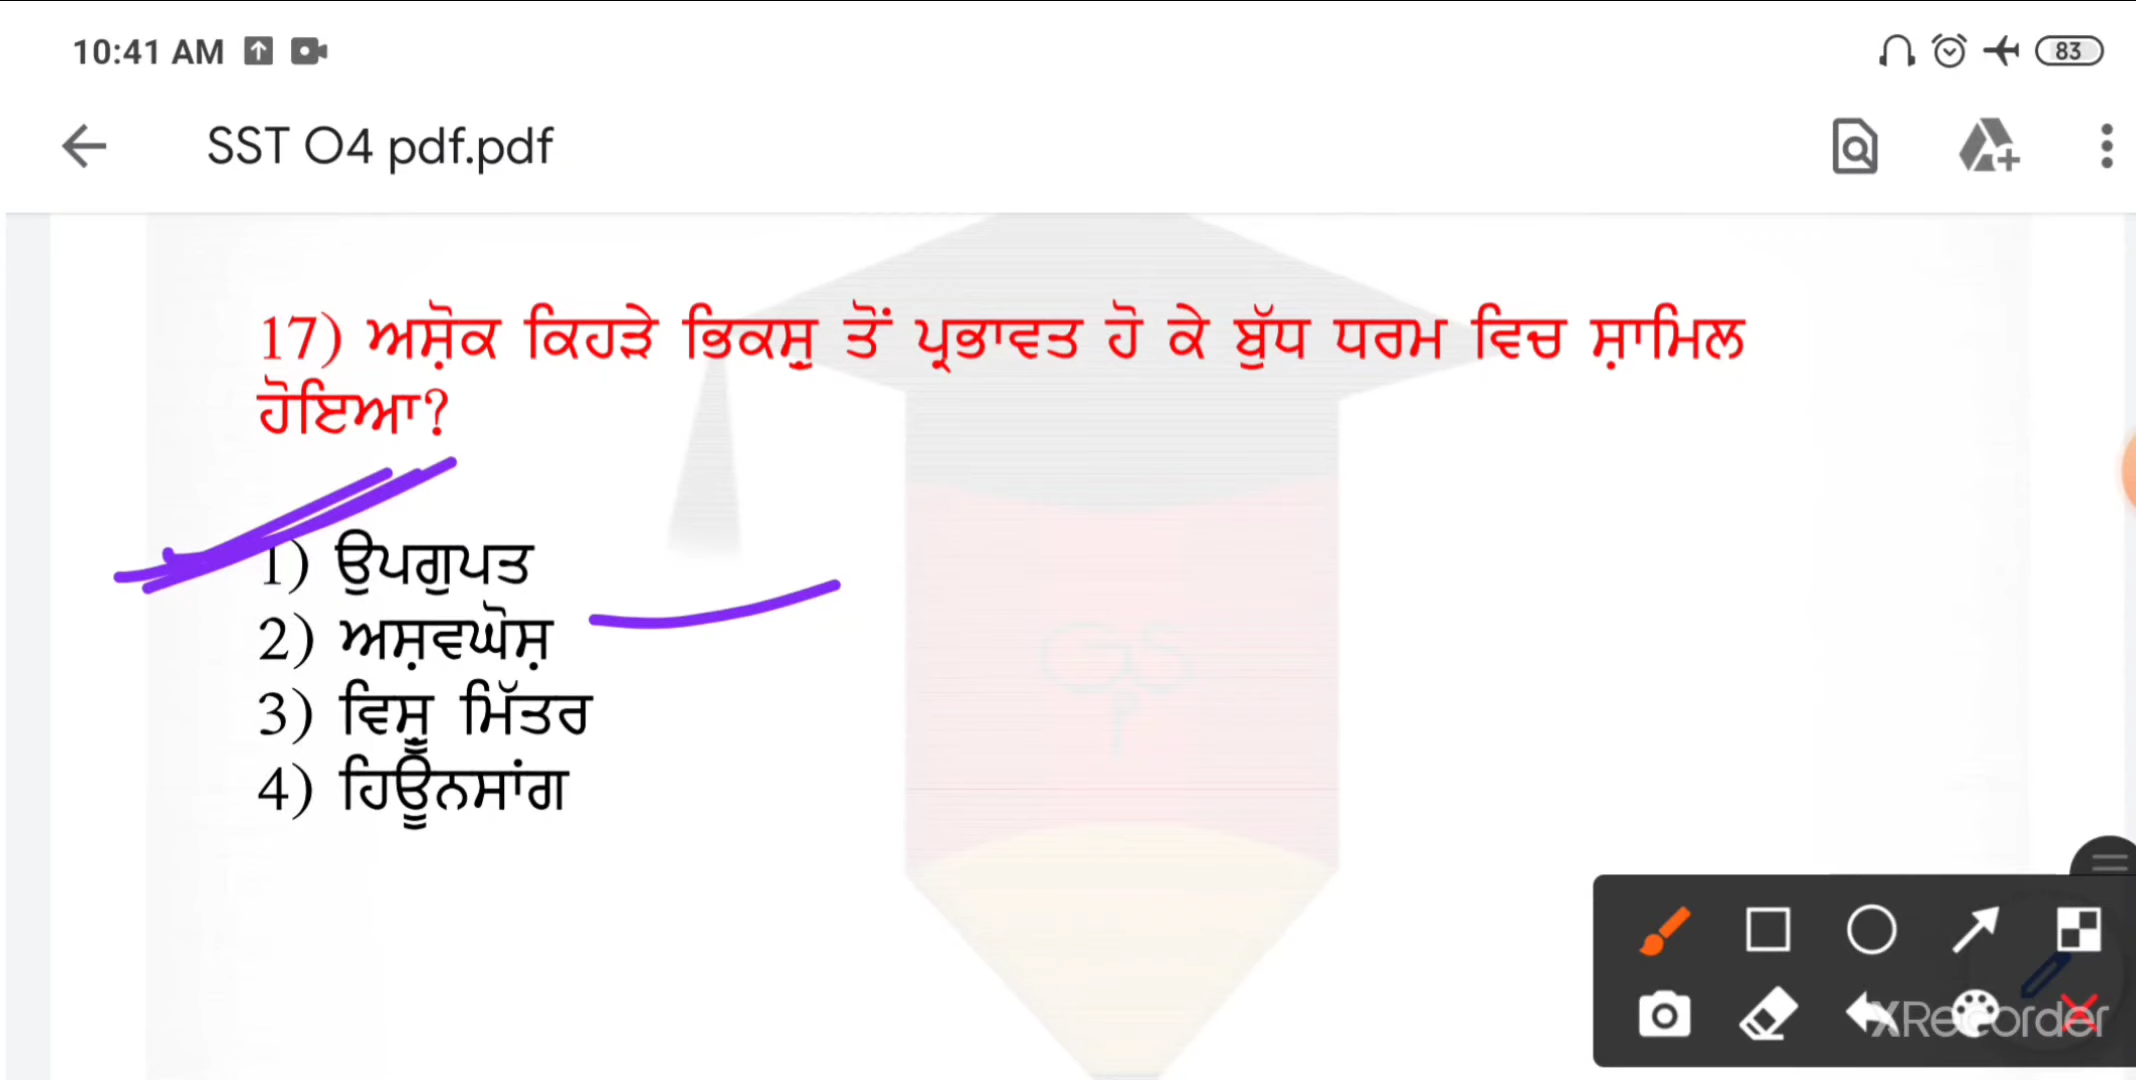 10:41 AM 83
SST O4 pdf.pdf
17) ਅਸ਼ੋਕ ਕਿਹੜੇ ਭਿਕਸ਼ੂ ਤੋਂ ਪ੍ਰਭਾਵਤ ਹੋ ਕੇ ਬੁੱਧ ਧਰਮ ਵਿਚ ਸ਼ਾਮਿਲ
ਹੋਇਆ?
1) ਉਪਗੁਪਤ
2) ਅਸ਼ਵਘੋਸ਼
3) ਵਿਸ਼ੂ ਮਿੱਤਰ
4) ਹਿਊਨਸਾਂਗ
GS
XRecorder